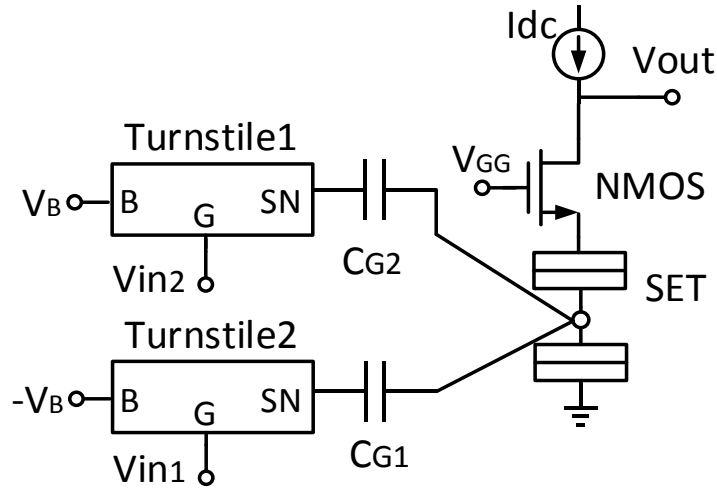 Idc
Vout
Turnstile1
VGG
NMOS
VB
B
SN
G
CG2
Vin2
SET
Turnstile2
-VB
B
SN
G
CG1
Vin1